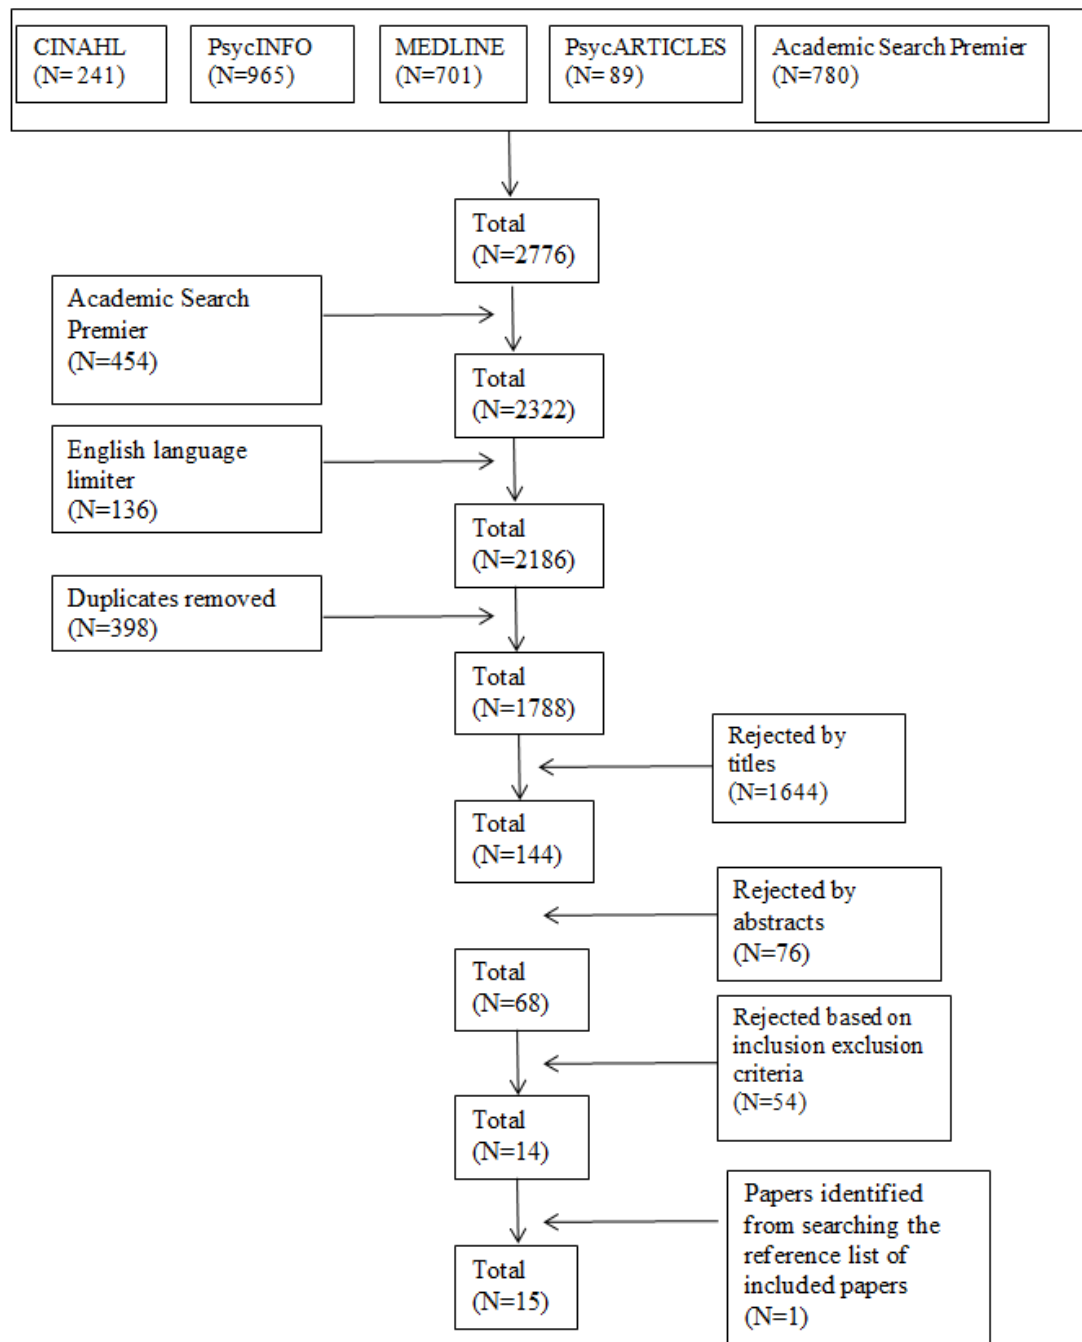 CINAHL
(N= 241)
PsycINFO
(N=965)
MEDLINE
(N=701)
PsycARTICLES
(N= 89)
Academic Search Premier
(N=780)
Total
(N=2776)
Academic Search
Premier
(N=454)
Total
(N=2322)
English language
limiter
(N=136)
Total
(N=2186)
Duplicates removed
(N=398)
Total
(N=1788)
Rejected by
titles
(N=1644)
Total
(N=144)
Rejected by
abstracts
(N=76)
Total
(N=68)
Rejected based on
inclusion exclusion
criteria
(N=54)
Total
(N=14)
Papers identified
from searching the
reference list of
included papers
(N=1)
Total
(N=15)